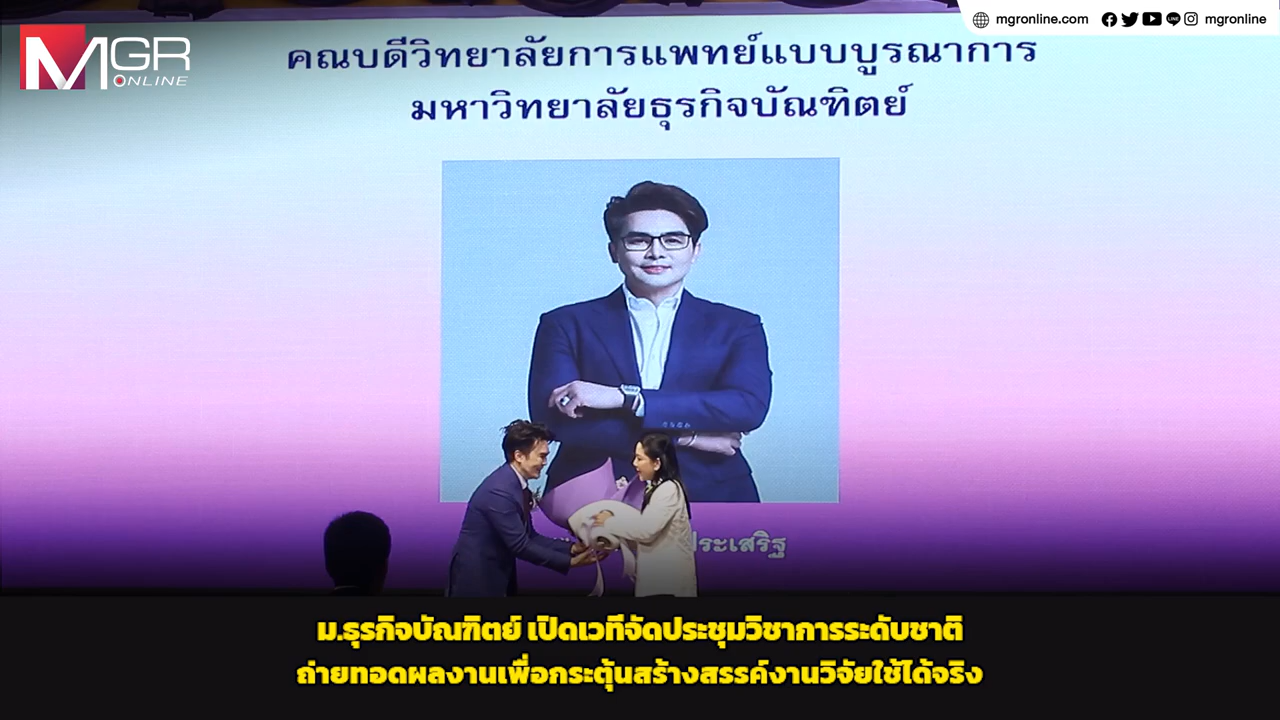 MGR
ONLINE
mgronline.com mgronline
คณบดีวิทยาลัยการแพทย์แบบบูรณาการ
มหาวิทยาลัยธุรกิจบัณฑิตย์
ประเสริฐ
ม.ธุรกิจบัณฑิตย์ เปิดเวทีจัดประชุมวิชาการระดับชาติ
ถ่ายทอดผลงานเพื่อกระตุ้นสร้างสรรค์งานวิจัยใช้ได้จริง